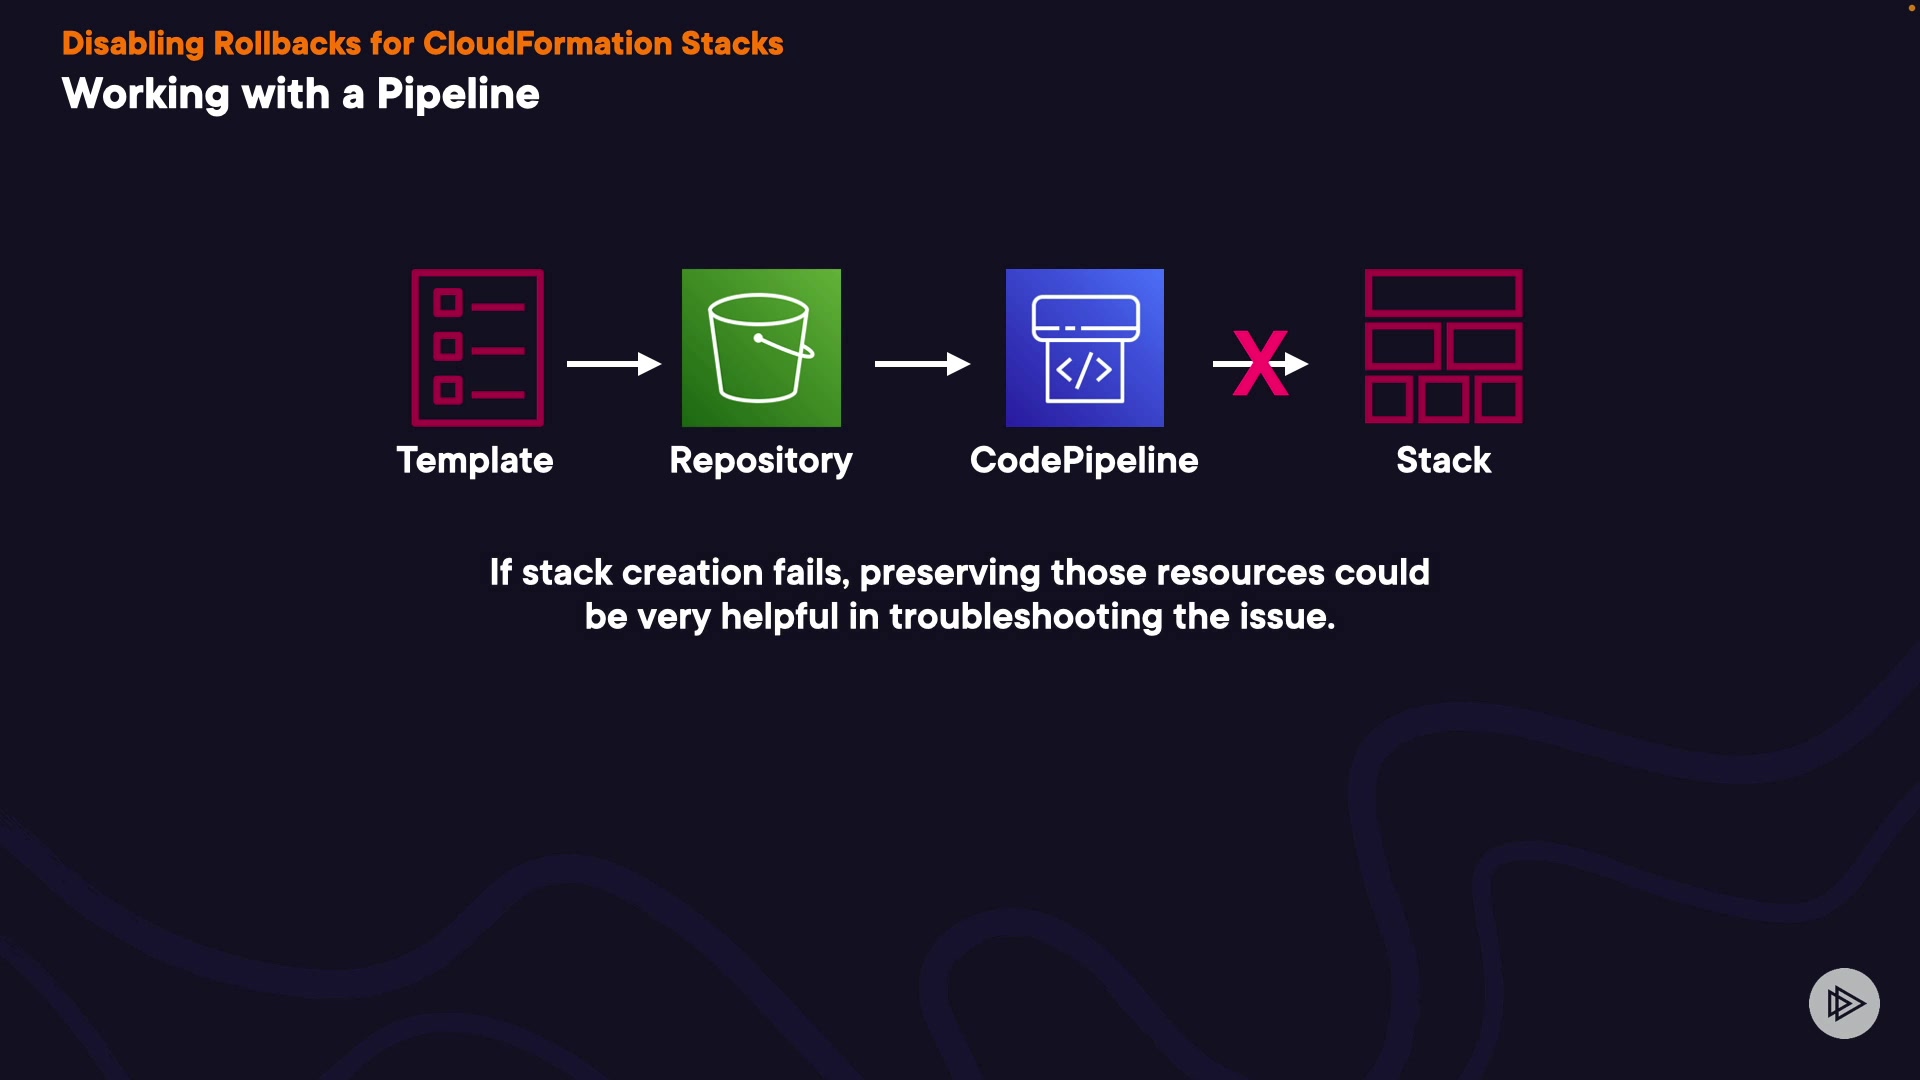 Disabling Rollbacks for CloudFormation Stacks
Working with a Pipeline
X
Template
Repository
CodePipeline
Stack
If stack creation fails, preserving those resources could
be very helpful in troubleshooting the issue.